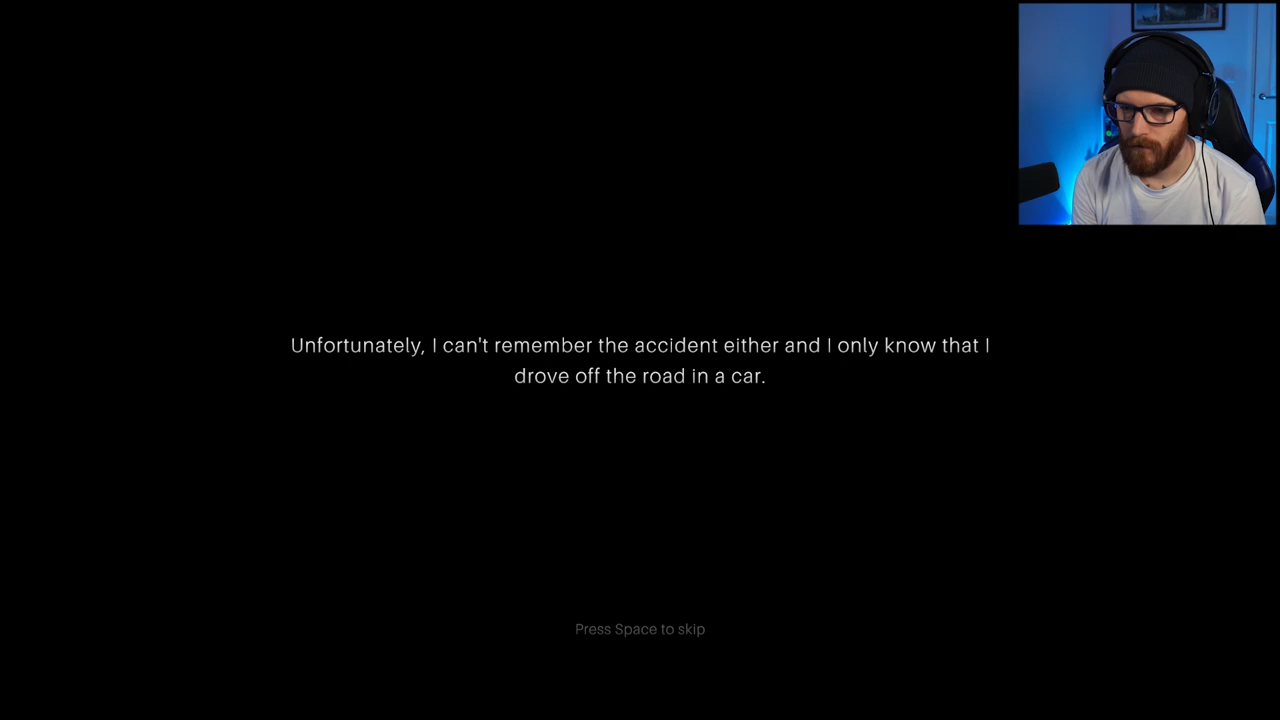 Unfortunately, I can't remember the accident either and I only know that I
drove off the road in a car.
Press Space to skip